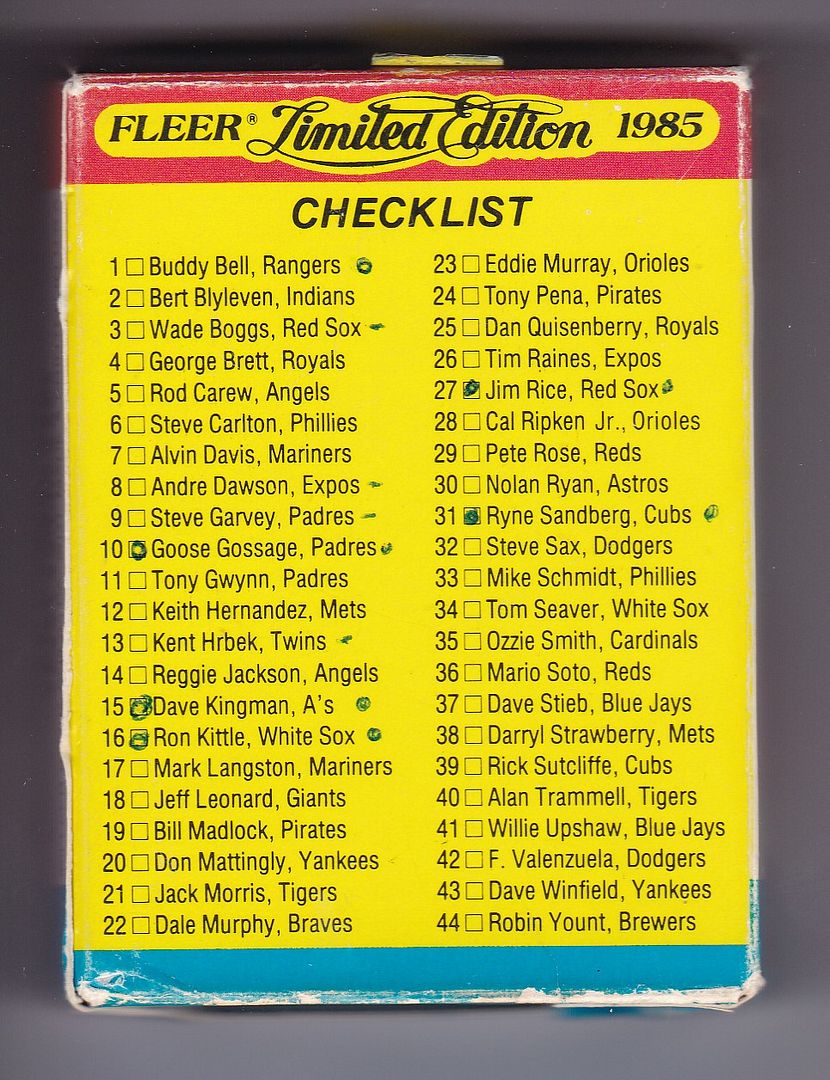 FLEER® Limited Edition 1985
CHECKLIST
1 □ Buddy Bell, Rangers
2 □ Bert Blyleven, Indians
3 □ Wade Boggs, Red Sox
4 □ George Brett, Royals
5 □ Rod Carew, Angels
6 □ Steve Carlton, Phillies
7 □ Alvin Davis, Mariners
8 □ Andre Dawson, Expos
9 □ Steve Garvey, Padres
10 □ Goose Gossage, Padres
11 □ Tony Gwynn, Padres
12 □ Keith Hernandez, Mets
13 □ Kent Hrbek, Twins
14 □ Reggie Jackson, Angels
15 □ Dave Kingman, A's
16 □ Ron Kittle, White Sox
17 □ Mark Langston, Mariners
18 □ Jeff Leonard, Giants
19 □ Bill Madlock, Pirates
20 □ Don Mattingly, Yankees
21 □ Jack Morris, Tigers
22 □ Dale Murphy, Braves
23 □ Eddie Murray, Orioles
24 □ Tony Pena, Pirates
25 □ Dan Quisenberry, Royals
26 □ Tim Raines, Expos
27 □ Jim Rice, Red Sox
28 □ Cal Ripken Jr., Orioles
29 □ Pete Rose, Reds
30 □ Nolan Ryan, Astros
31 □ Ryne Sandberg, Cubs
32 □ Steve Sax, Dodgers
33 □ Mike Schmidt, Phillies
34 □ Tom Seaver, White Sox
35 □ Ozzie Smith, Cardinals
36 □ Mario Soto, Reds
37 □ Dave Stieb, Blue Jays
38 □ Darryl Strawberry, Mets
39 □ Rick Sutcliffe, Cubs
40 □ Alan Trammell, Tigers
41 □ Willie Upshaw, Blue Jays
42 □ F. Valenzuela, Dodgers
43 □ Dave Winfield, Yankees
44 □ Robin Yount, Brewers